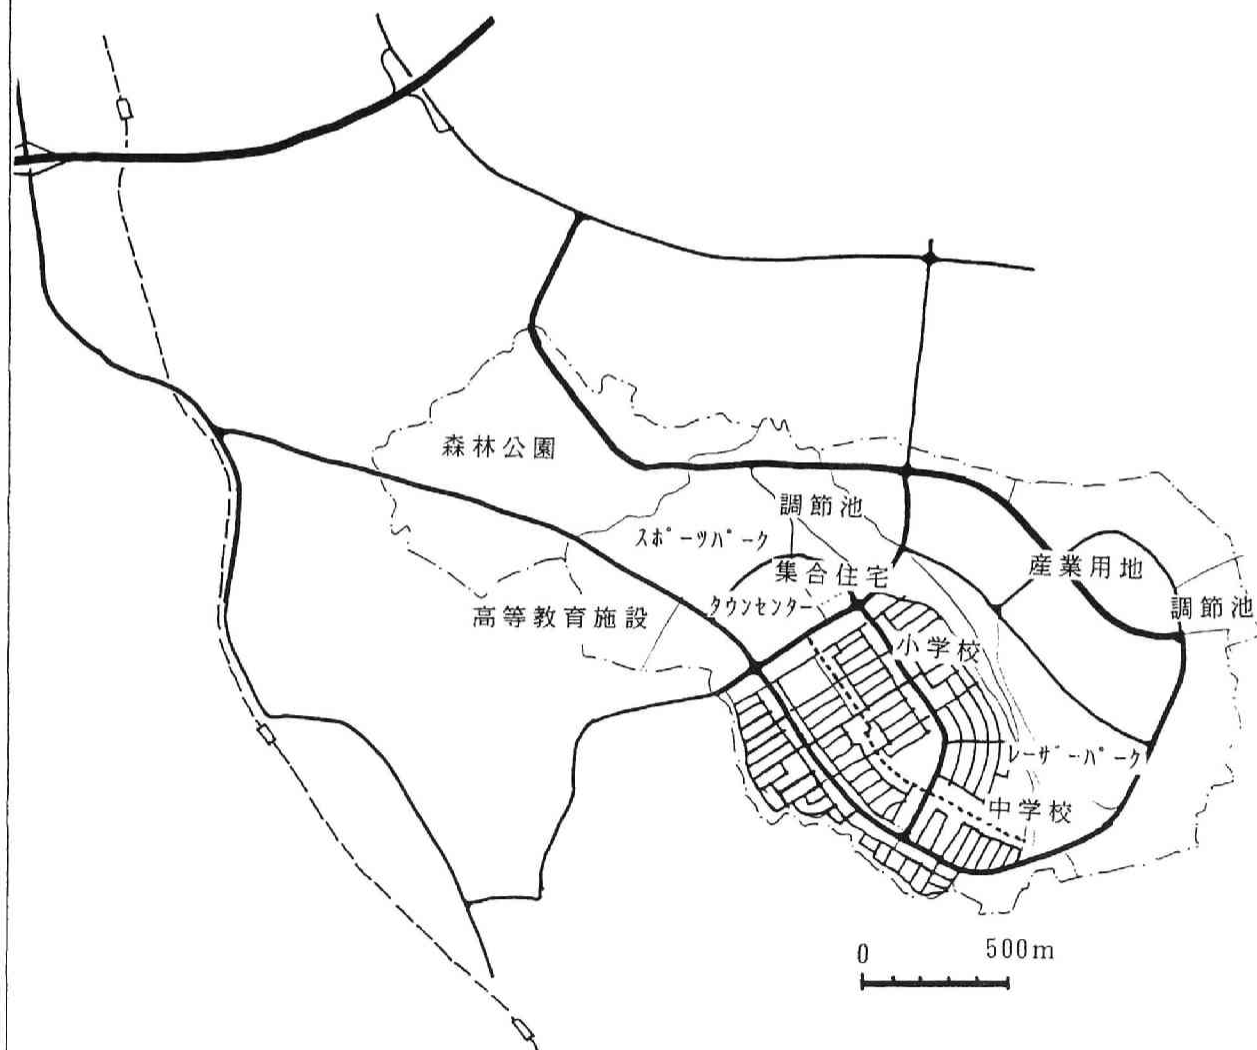 森林公園
調節池
スポーツパーク
産業用地
集合住宅
タウンセンター
調節池
高等教育施設
小学校
レーザーパーク
中学校
0
500m